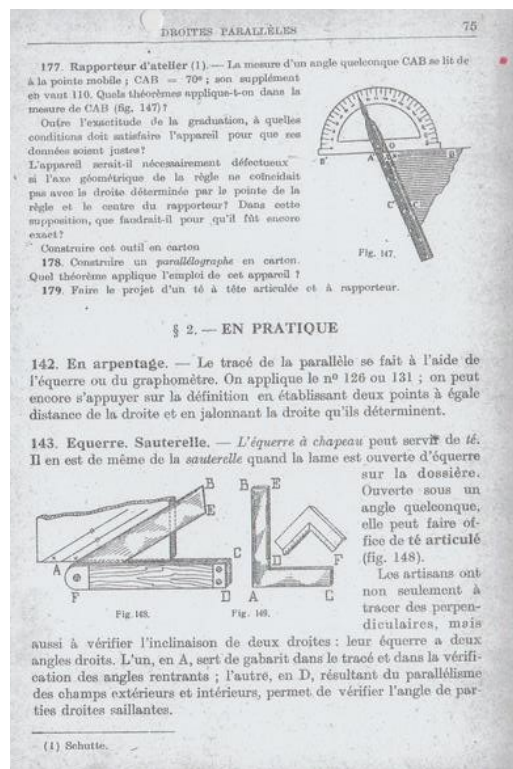 DROITES PARALLÈLES 75
177. Rapporteur d'atelier (1). — La mesure d'un angle quelconque CAB se lit de
à la pointe mobile ; CAB = 70º ; son supplément
en vaut 110. Quels théorèmes applique-t-on dans la
mesure de CAB (fig. 147) ?
Outre l'exactitude de la graduation, à quelles
conditions doit satisfaire l'appareil pour que ses
données soient justes ?
L'appareil serait-il nécessairement défectueux
si l'axe géométrique de la règle ne coïncidait
pas avec la droite déterminée par la pointe de la
règle et le centre du rapporteur ? Dans cette
supposition, que faudrait-il pour qu'il fût encore
exact ?
Construire cet outil en carton
178. Construire un parallélographe en carton.
Quel théorème applique l'emploi de cet appareil ?
179. Faire le projet d'un té à tête articulée et à rapporteur.
B' A O B
C' C
Fig. 147.
§ 2. — EN PRATIQUE
142. En arpentage. — Le tracé de la parallèle se fait à l'aide de
l'équerre ou du graphomètre. On applique le nº 126 ou 131 ; on peut
encore s'appuyer sur la définition en établissant deux points à égale
distance de la droite et en jalonnant la droite qu'ils déterminent.
143. Equerre. Sauterelle. — L'équerre à chapeau peut servir de té.
Il en est de même de la sauterelle quand la lame est ouverte d'équerre
sur la dossière.
Ouverte sous un
angle quelconque,
elle peut faire of-
fice de té articulé
(fig. 148).
Les artisans ont
non seulement à
tracer des perpen-
diculaires, mais
B E A C F D
Fig. 148.
B E D F A C
Fig. 149.
aussi à vérifier l'inclinaison de deux droites : leur équerre a deux
angles droits. L'un, en A, sert de gabarit dans le tracé et dans la vérifi-
cation des angles rentrants ; l'autre, en D, résultant du parallélisme
des champs extérieurs et intérieurs, permet de vérifier l'angle de par-
ties droites saillantes.
(1) Schutte.